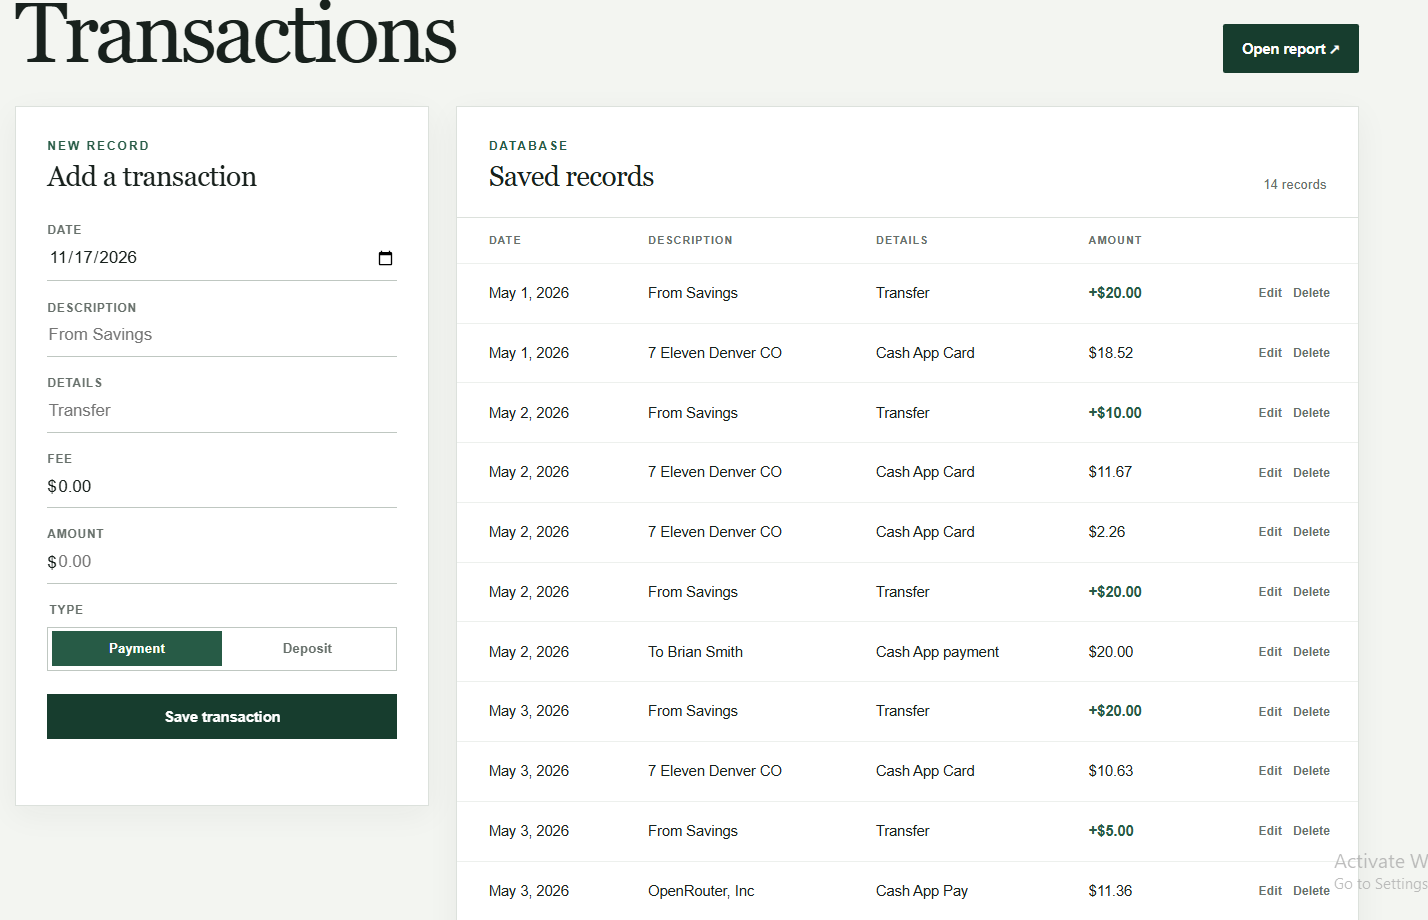 Transactions
Open report ↗
NEW RECORD
Add a transaction
DATE
11/17/2026
DESCRIPTION
From Savings
DETAILS
Transfer
FEE
$0.00
AMOUNT
$0.00
TYPE
Payment Deposit
Save transaction
DATABASE
Saved records
14 records
DATE DESCRIPTION DETAILS AMOUNT
May 1, 2026 From Savings Transfer +$20.00 Edit Delete
May 1, 2026 7 Eleven Denver CO Cash App Card $18.52 Edit Delete
May 2, 2026 From Savings Transfer +$10.00 Edit Delete
May 2, 2026 7 Eleven Denver CO Cash App Card $11.67 Edit Delete
May 2, 2026 7 Eleven Denver CO Cash App Card $2.26 Edit Delete
May 2, 2026 From Savings Transfer +$20.00 Edit Delete
May 2, 2026 To Brian Smith Cash App payment $20.00 Edit Delete
May 3, 2026 From Savings Transfer +$20.00 Edit Delete
May 3, 2026 7 Eleven Denver CO Cash App Card $10.63 Edit Delete
May 3, 2026 From Savings Transfer +$5.00 Edit Delete
May 3, 2026 OpenRouter, Inc Cash App Pay $11.36 Edit Delete
Activate W
Go to Settings